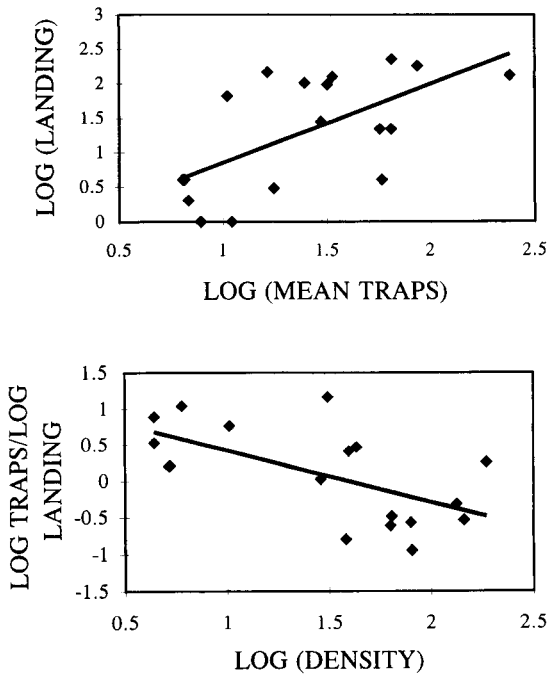 3
2.5
2
1.5
1
0.5
0
LOG (LANDING)
0.5 1 1.5 2 2.5
LOG (MEAN TRAPS)
1.5
1
0.5
0
-0.5
-1
-1.5
LOG TRAPS/LOG
LANDING
0.5 1 1.5 2 2.5
LOG (DENSITY)